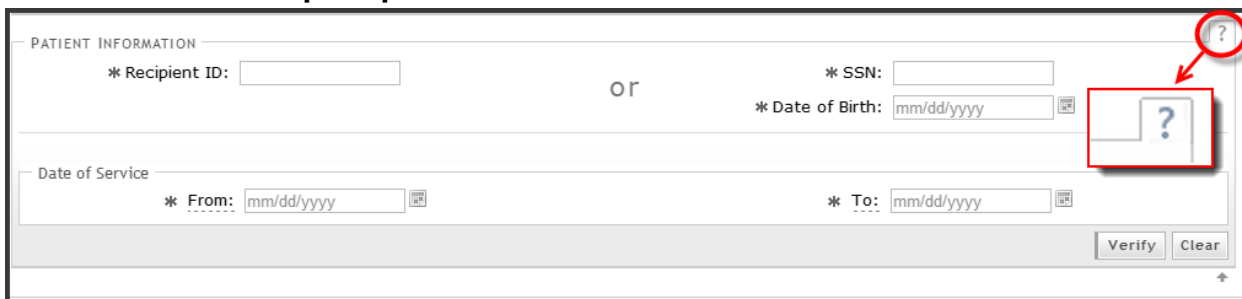 ?
PATIENT INFORMATION
* Recipient ID:
or
* SSN:
* Date of Birth: mm/dd/yyyy
?
Date of Service
* From: mm/dd/yyyy
* To: mm/dd/yyyy
Verify Clear